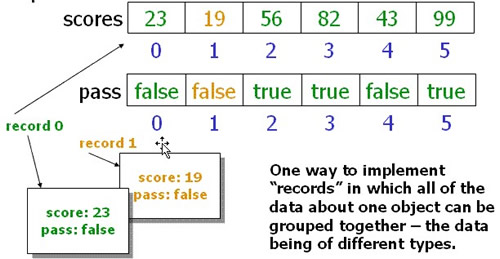 scores 23 19 56 82 43 99
0 1 2 3 4 5
pass false false true true false true
0 1 2 3 4 5
record 0
record 1
score: 19
pass: false
score: 23
pass: false
One way to implement
“records” in which all of the
data about one object can be
grouped together – the data
being of different types.